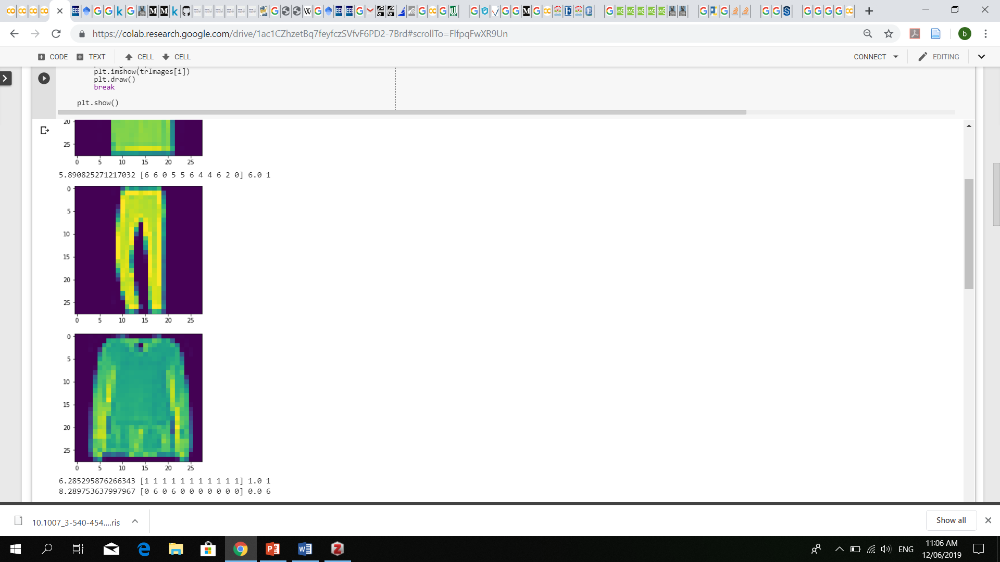 https://colab.research.google.com/drive/1ac1CZhzetBq7feyfczSVfvF6PD2-7Brd#scrollTo=FlfpqFwXR9Un
b
CODE TEXT CELL CELL CONNECT EDITING
plt.imshow(trImages[i])
plt.draw()
break
plt.show()
20
25
0 5 10 15 20 25
5.890825271217032 [6 6 0 5 5 6 4 4 6 2 0] 6.0 1
0
5
10
15
20
25
0 5 10 15 20 25
0
5
10
15
20
25
0 5 10 15 20 25
6.285295876266343 [1 1 1 1 1 1 1 1 1 1 1] 1.0 1
8.289753637997967 [0 6 0 6 0 0 0 0 0 0 0] 0.0 6
10.1007_3-540-454....ris
Show all
ENG
11:06 AM
12/06/2019